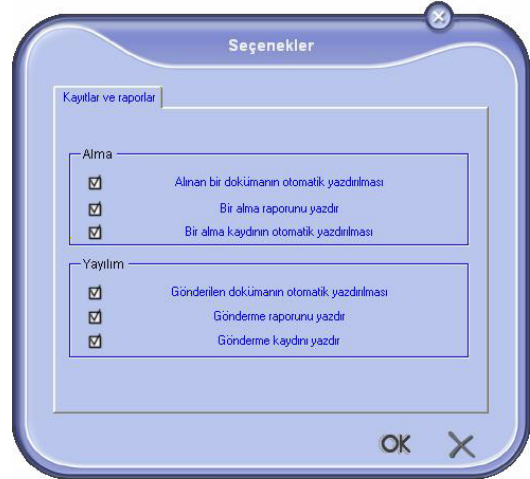 Seçenekler
Kayıtlar ve raporlar
Alma
Alınan bir dokümanın otomatik yazdırılması
Bir alma raporunu yazdır
Bir alma kaydının otomatik yazdırılması
Yayılım
Gönderilen dokümanın otomatik yazdırılması
Gönderme raporunu yazdır
Gönderme kaydını yazdır
OK